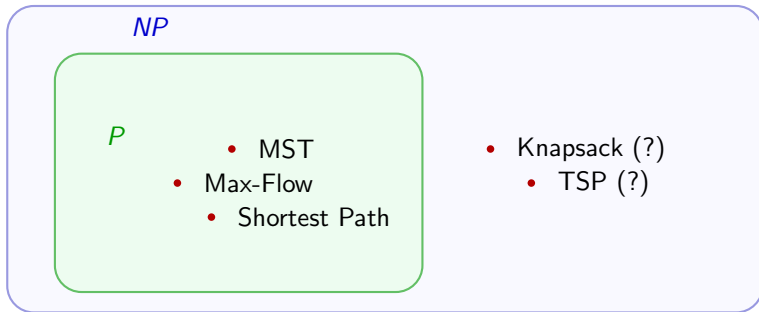 NP
P
• MST
• Max-Flow
• Shortest Path
• Knapsack (?)
• TSP (?)